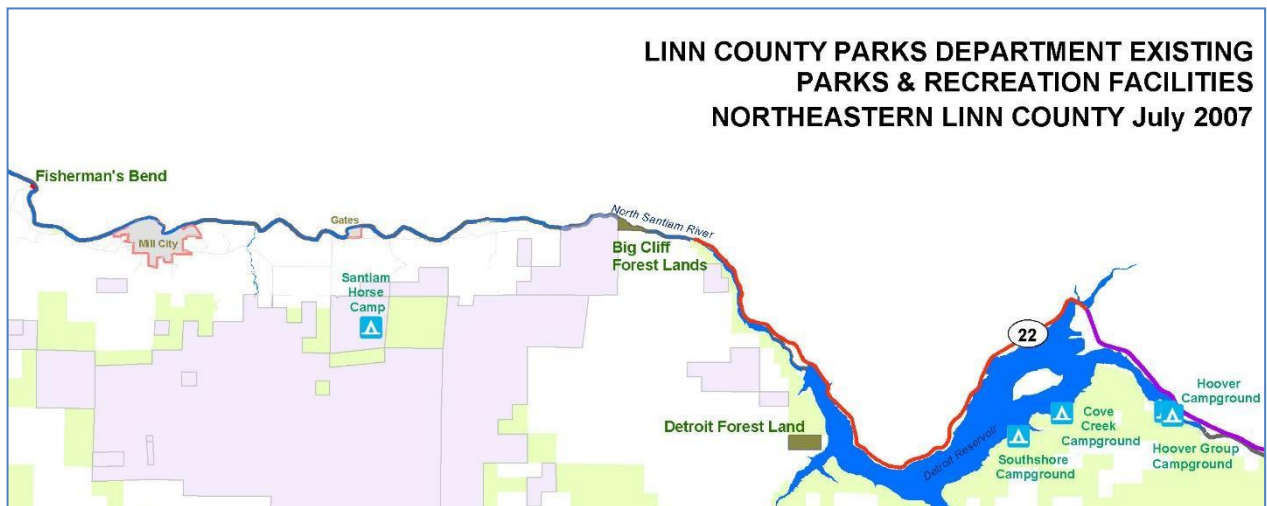 LINN COUNTY PARKS DEPARTMENT EXISTING
PARKS & RECREATION FACILITIES
NORTHEASTERN LINN COUNTY July 2007
Fisherman's Bend
Mill City
Gates
North Santiam River
Big Cliff
Forest Lands
Santiam
Horse
Camp
22
Detroit Forest Land
Detroit Reservoir
Southshore
Campground
Cove
Creek
Campground
Hoover
Campground
Hoover Group
Campground